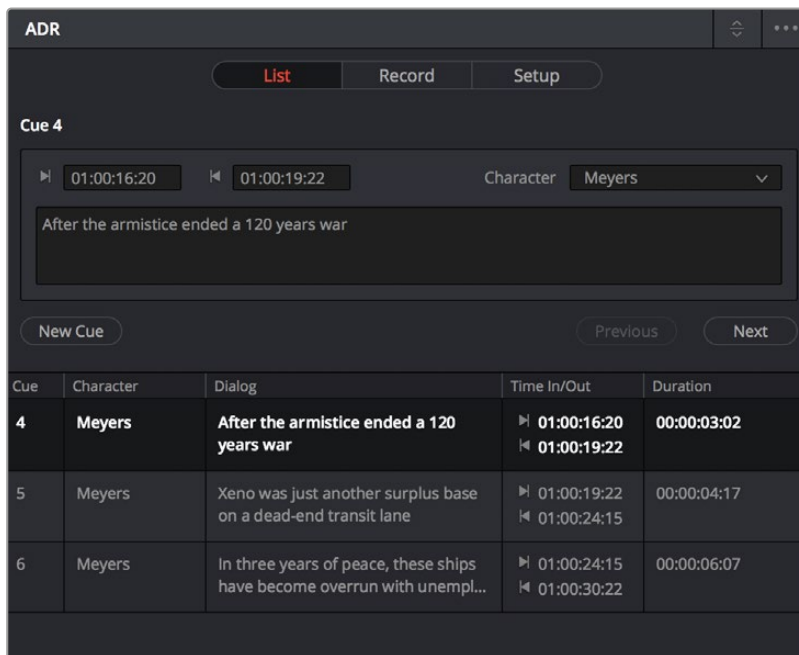 ADR
List Record Setup
Cue 4
01:00:16:20 01:00:19:22 Character Meyers
After the armistice ended a 120 years war
New Cue Previous Next
Cue Character Dialog Time In/Out Duration
4 Meyers After the armistice ended a 120 01:00:16:20 00:00:03:02
years war 01:00:19:22
5 Meyers Xeno was just another surplus base 01:00:19:22 00:00:04:17
on a dead-end transit lane 01:00:24:15
6 Meyers In three years of peace, these ships 01:00:24:15 00:00:06:07
have become overrun with unempl... 01:00:30:22